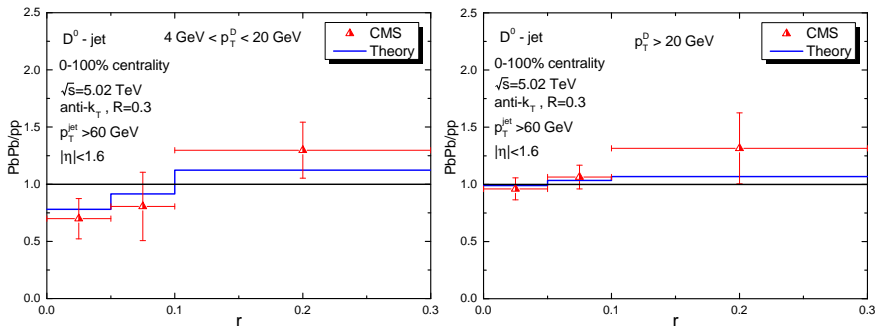 D⁰ - jet
4 GeV < p_T^D < 20 GeV
CMS
Theory
0-100% centrality
√s=5.02 TeV
anti-k_T , R=0.3
p_T^jet >60 GeV
|η|<1.6
PbPb/pp
2.5
2.0
1.5
1.0
0.5
0.0
0.0 0.1 0.2 0.3
r
D⁰ - jet
p_T^D > 20 GeV
CMS
Theory
0-100% centrality
√s=5.02 TeV
anti-k_T , R=0.3
p_T^jet >60 GeV
|η|<1.6
PbPb/pp
2.5
2.0
1.5
1.0
0.5
0.0
0.0 0.1 0.2 0.3
r